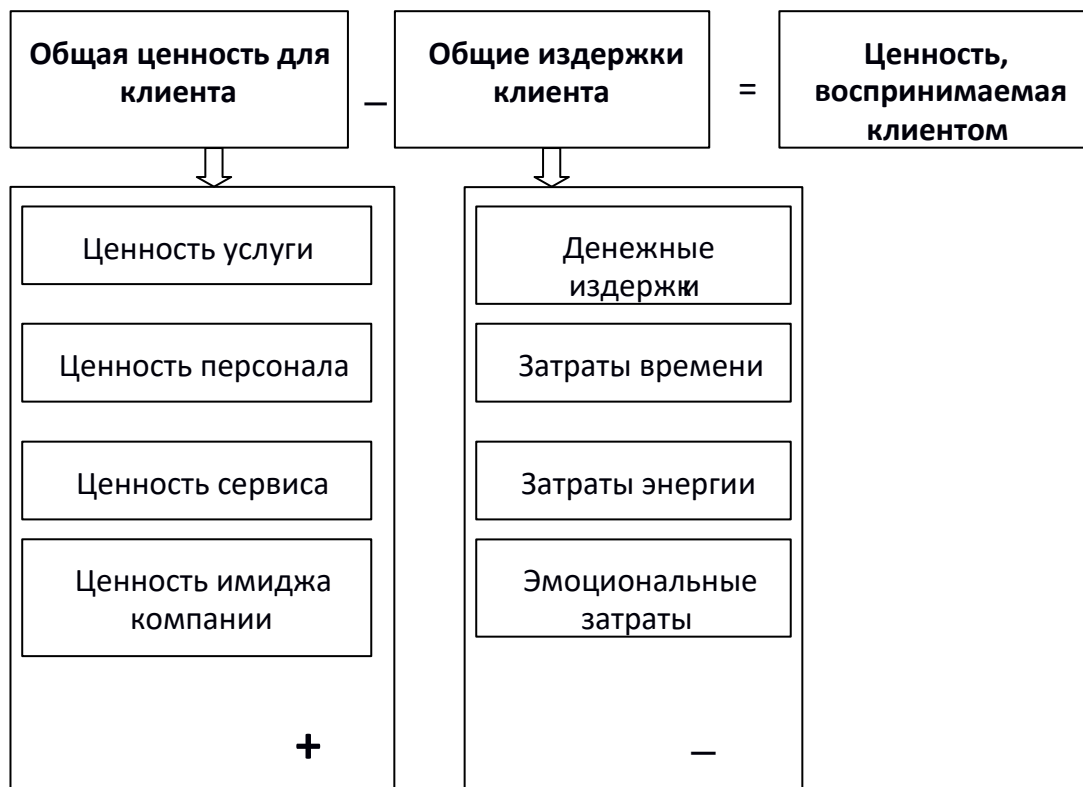 Общая ценность для
клиента
–
Общие издержки
клиента
=
Ценность,
воспринимаемая
клиентом
Ценность услуги
Ценность персонала
Ценность сервиса
Ценность имиджа
компании
+
Денежные
издержки
Затраты времени
Затраты энергии
Эмоциональные
затраты
–